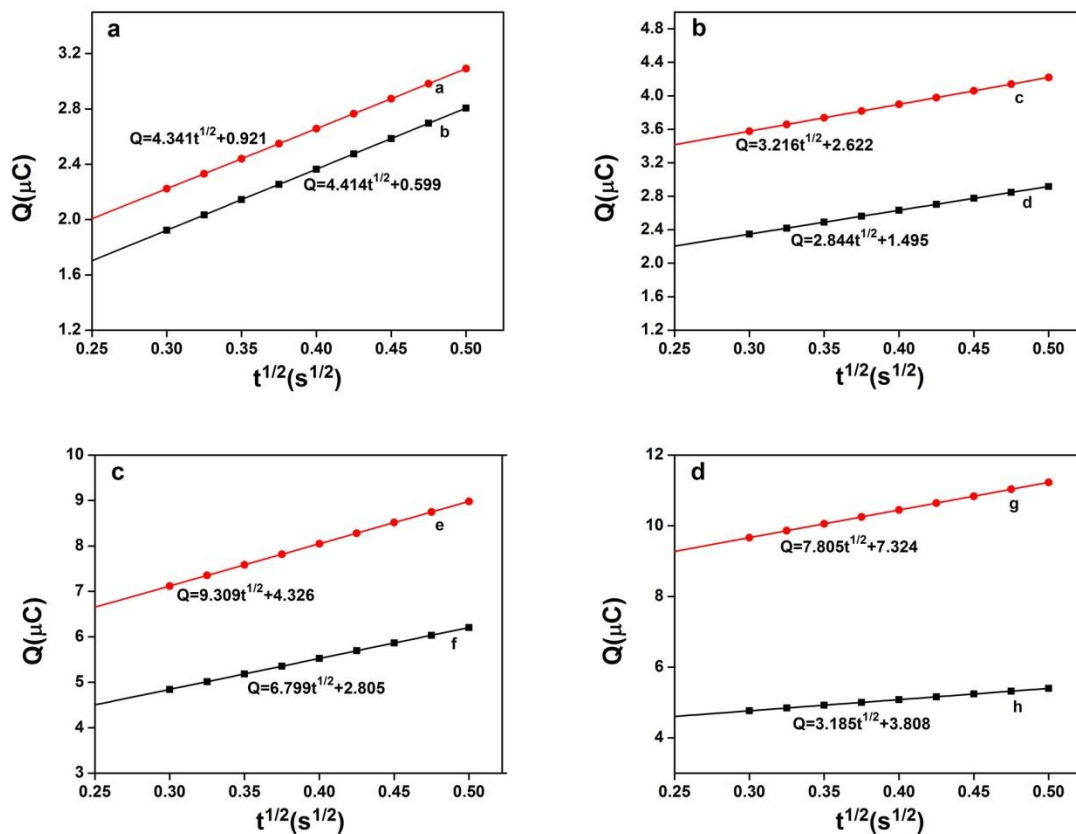 a
3.2
2.8
2.4
2.0
1.6
1.2
Q(μC)
a
b
Q=4.341t^1/2+0.921
Q=4.414t^1/2+0.599
0.25 0.30 0.35 0.40 0.45 0.50
t^1/2(s^1/2)
b
4.8
4.2
3.6
3.0
2.4
1.8
1.2
Q(μC)
c
Q=3.216t^1/2+2.622
d
Q=2.844t^1/2+1.495
0.25 0.30 0.35 0.40 0.45 0.50
t^1/2(s^1/2)
c
10
9
8
7
6
5
4
3
Q(μC)
e
Q=9.309t^1/2+4.326
f
Q=6.799t^1/2+2.805
0.25 0.30 0.35 0.40 0.45 0.50
t^1/2(s^1/2)
d
12
10
8
6
4
Q(μC)
g
Q=7.805t^1/2+7.324
h
Q=3.185t^1/2+3.808
0.25 0.30 0.35 0.40 0.45 0.50
t^1/2(s^1/2)